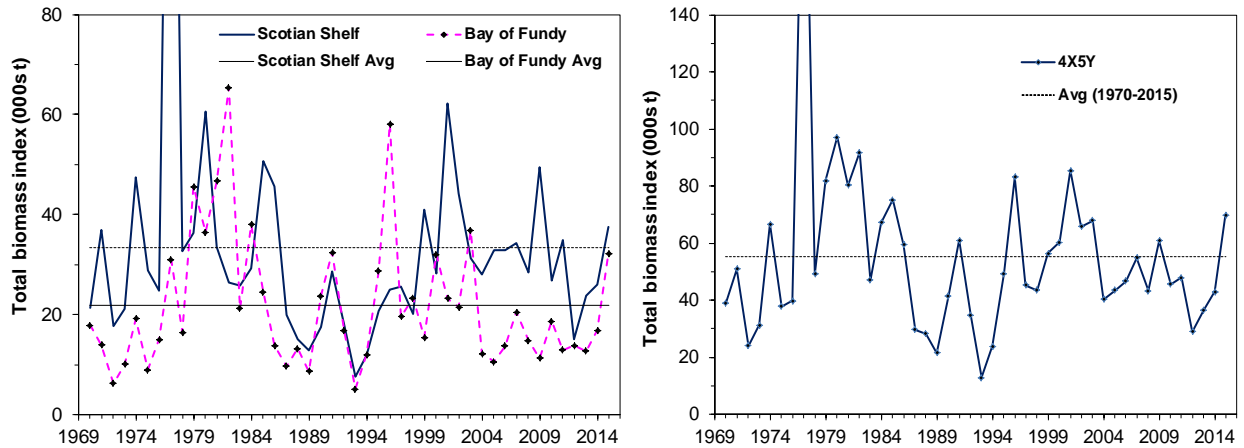 Total biomass index (000st)
80
60
40
20
0
Scotian Shelf
Bay of Fundy
Scotian Shelf Avg
Bay of Fundy Avg
1969 1974 1979 1984 1989 1994 1999 2004 2009 2014
Total biomass index (000st)
140
120
100
80
60
40
20
0
4X5Y
Avg (1970-2015)
1969 1974 1979 1984 1989 1994 1999 2004 2009 2014